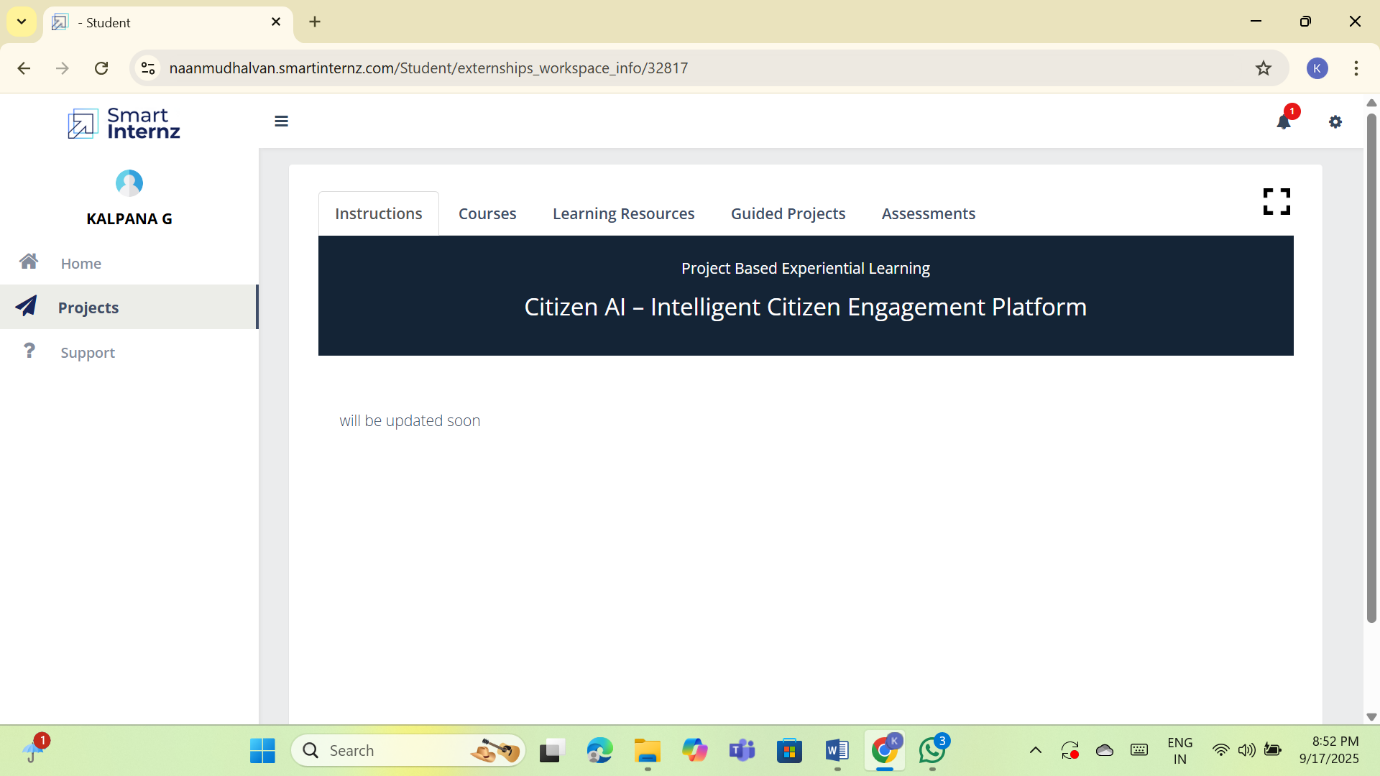 - Student
naanmudhalvan.smartinternz.com/Student/externships_workspace_info/32817
K
Smart
Internz
1
KALPANA G
Home
Projects
Support
Instructions
Courses
Learning Resources
Guided Projects
Assessments
Project Based Experiential Learning
Citizen AI – Intelligent Citizen Engagement Platform
will be updated soon
1
Search
K
3
ENG
IN
8:52 PM
9/17/2025